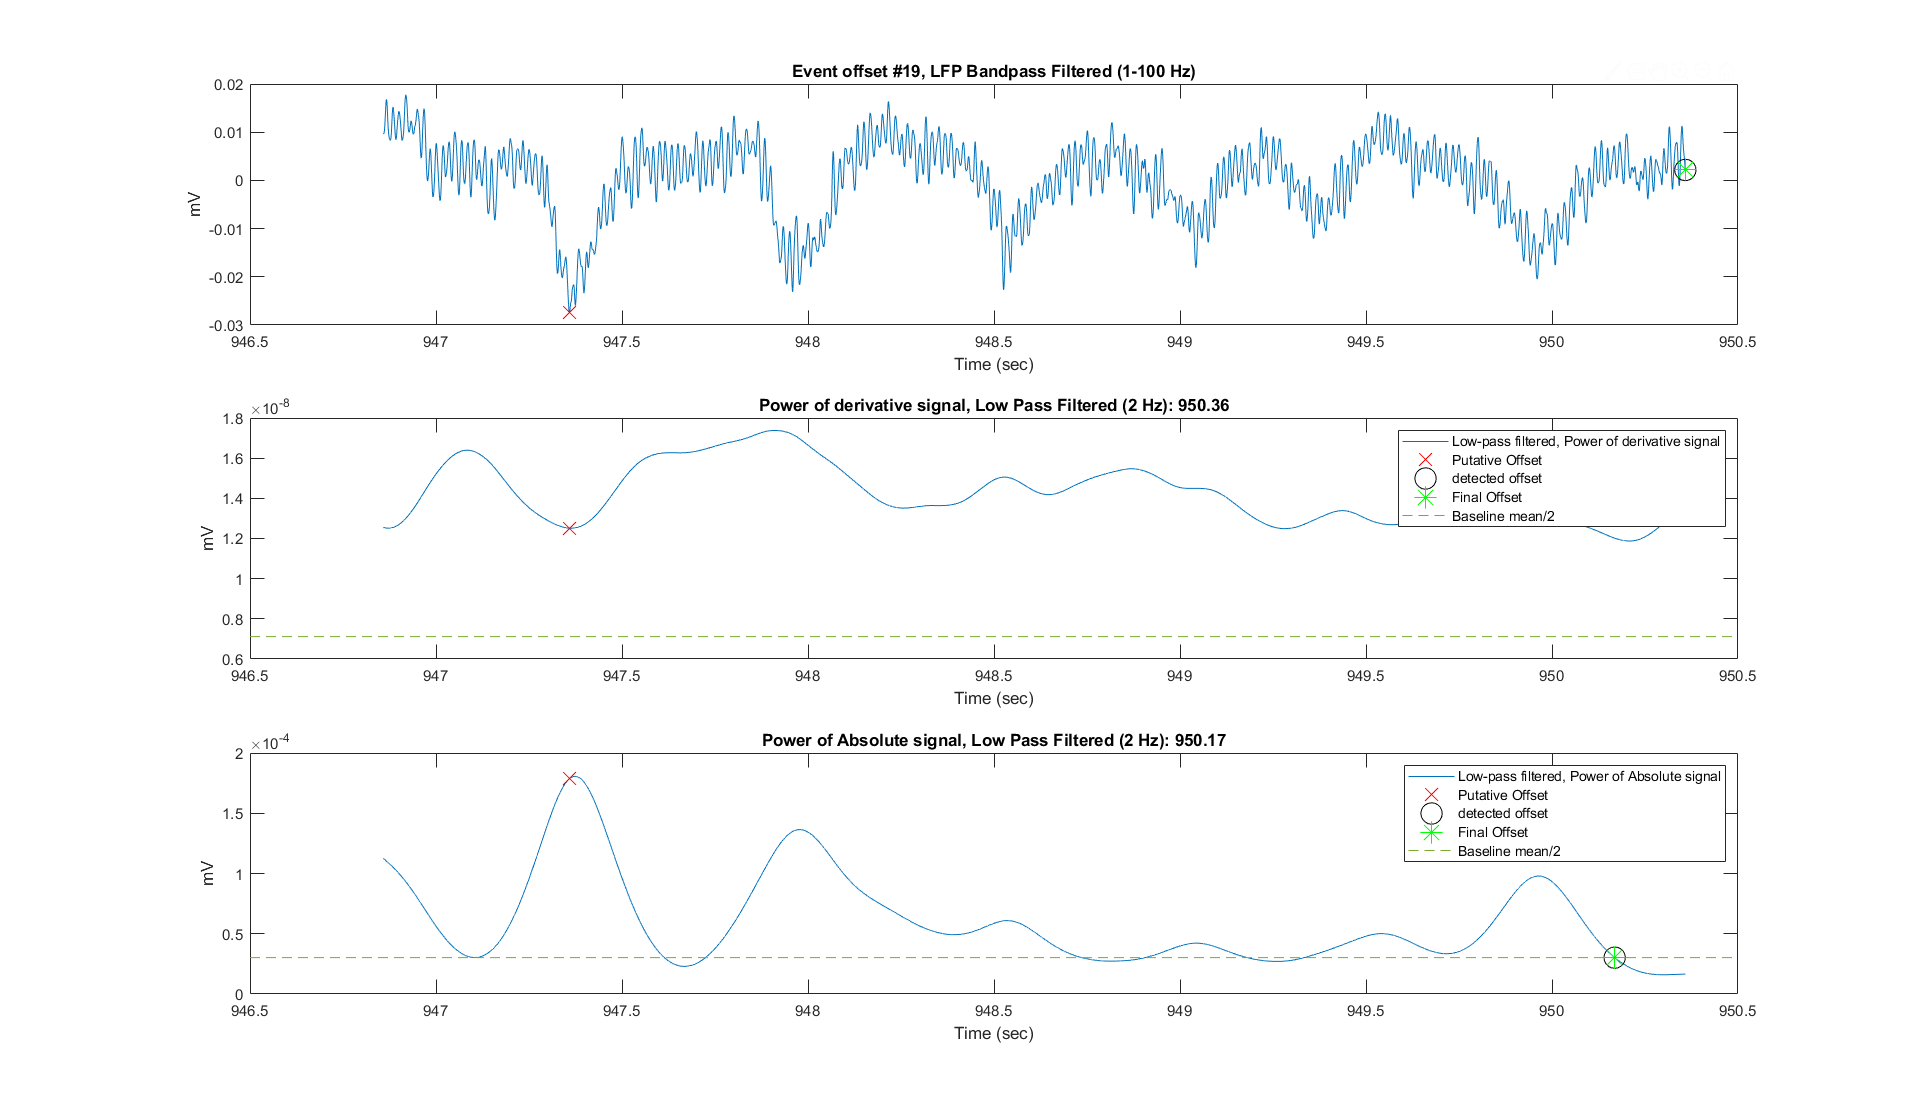 Event offset #19, LFP Bandpass Filtered (1-100 Hz)
0.02
0.01
0
-0.01
-0.02
-0.03
mV
946.5 947 947.5 948 948.5 949 949.5 950 950.5
Time (sec)
Power of derivative signal, Low Pass Filtered (2 Hz): 950.36
×10^-8
1.8
1.6
1.4
1.2
1
0.8
0.6
mV
Low-pass filtered, Power of derivative signal
Putative Offset
detected offset
Final Offset
Baseline mean/2
946.5 947 947.5 948 948.5 949 949.5 950 950.5
Time (sec)
Power of Absolute signal, Low Pass Filtered (2 Hz): 950.17
×10^-4
2
1.5
1
0.5
0
mV
Low-pass filtered, Power of Absolute signal
Putative Offset
detected offset
Final Offset
Baseline mean/2
946.5 947 947.5 948 948.5 949 949.5 950 950.5
Time (sec)